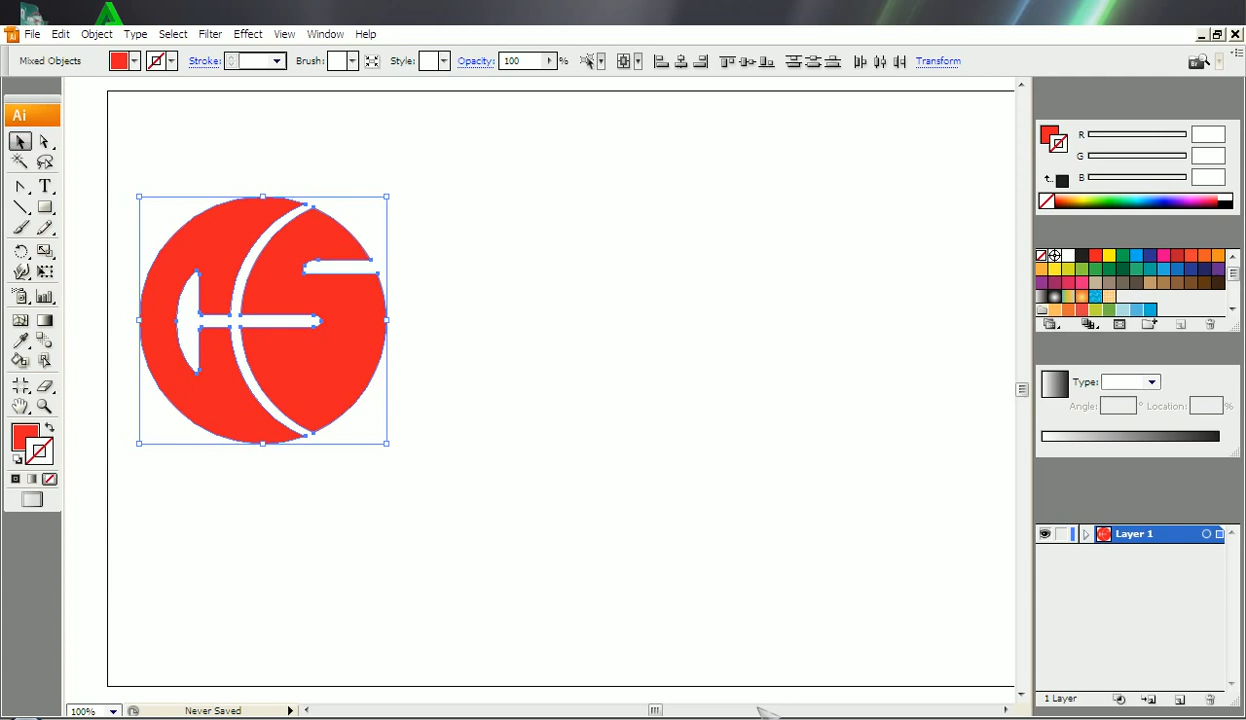 File Edit Object Type Select Filter Effect View Window Help
Mixed Objects Stroke: Brush: Style: Opacity: 100 % Transform
Ai
R
G
B
Type:
Angle: ° Location: %
Layer 1
1 Layer
100% Never Saved